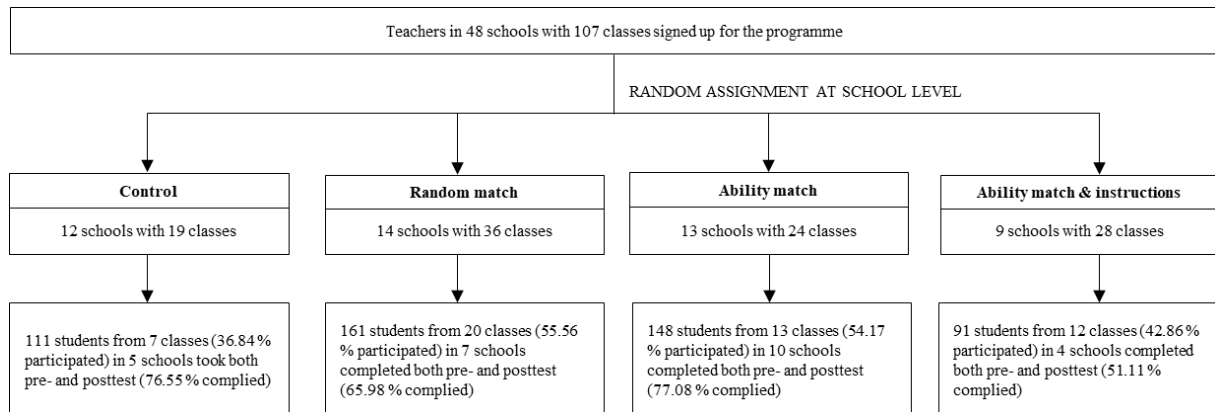 Teachers in 48 schools with 107 classes signed up for the programme
RANDOM ASSIGNMENT AT SCHOOL LEVEL
Control
12 schools with 19 classes
Random match
14 schools with 36 classes
Ability match
13 schools with 24 classes
Ability match & instructions
9 schools with 28 classes
111 students from 7 classes (36.84 %
participated) in 5 schools took both
pre- and posttest (76.55 % complied)
161 students from 20 classes (55.56
% participated) in 7 schools
completed both pre- and posttest
(65.98 % complied)
148 students from 13 classes (54.17
% participated) in 10 schools
completed both pre- and posttest
(77.08 % complied)
91 students from 12 classes (42.86 %
participated) in 4 schools completed
both pre- and posttest (51.11 %
complied)